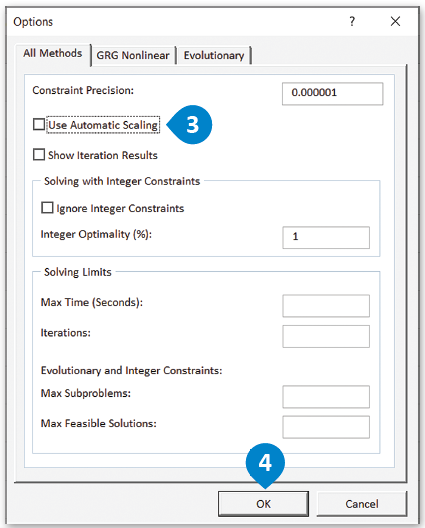 Options
?
All Methods GRG Nonlinear Evolutionary
Constraint Precision: 0.000001
Use Automatic Scaling 3
Show Iteration Results
Solving with Integer Constraints
Ignore Integer Constraints
Integer Optimality (%): 1
Solving Limits
Max Time (Seconds):
Iterations:
Evolutionary and Integer Constraints:
Max Subproblems:
Max Feasible Solutions:
4
OK Cancel